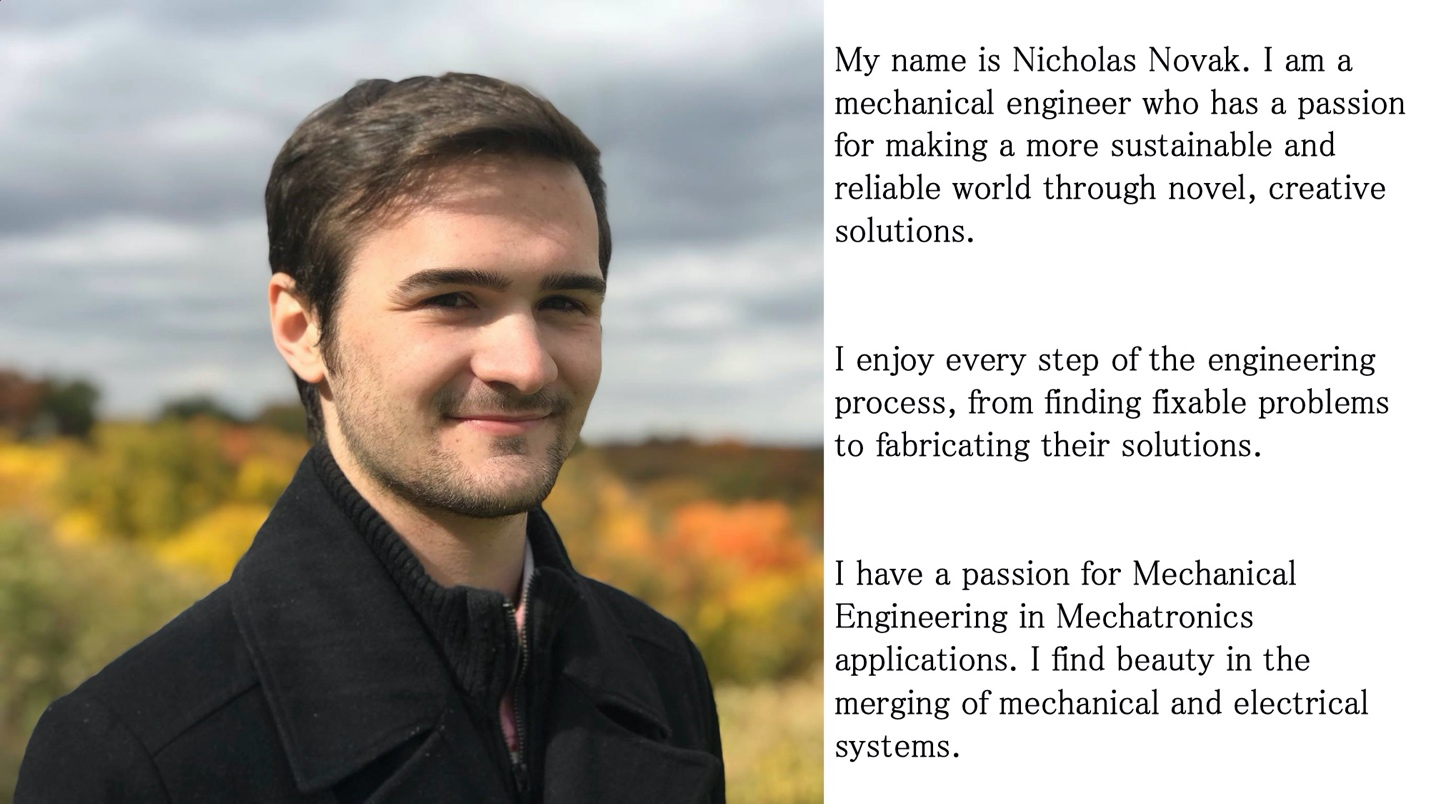 My name is Nicholas Novak. I am a
mechanical engineer who has a passion
for making a more sustainable and
reliable world through novel, creative
solutions.
I enjoy every step of the engineering
process, from finding fixable problems
to fabricating their solutions.
I have a passion for Mechanical
Engineering in Mechatronics
applications. I find beauty in the
merging of mechanical and electrical
systems.